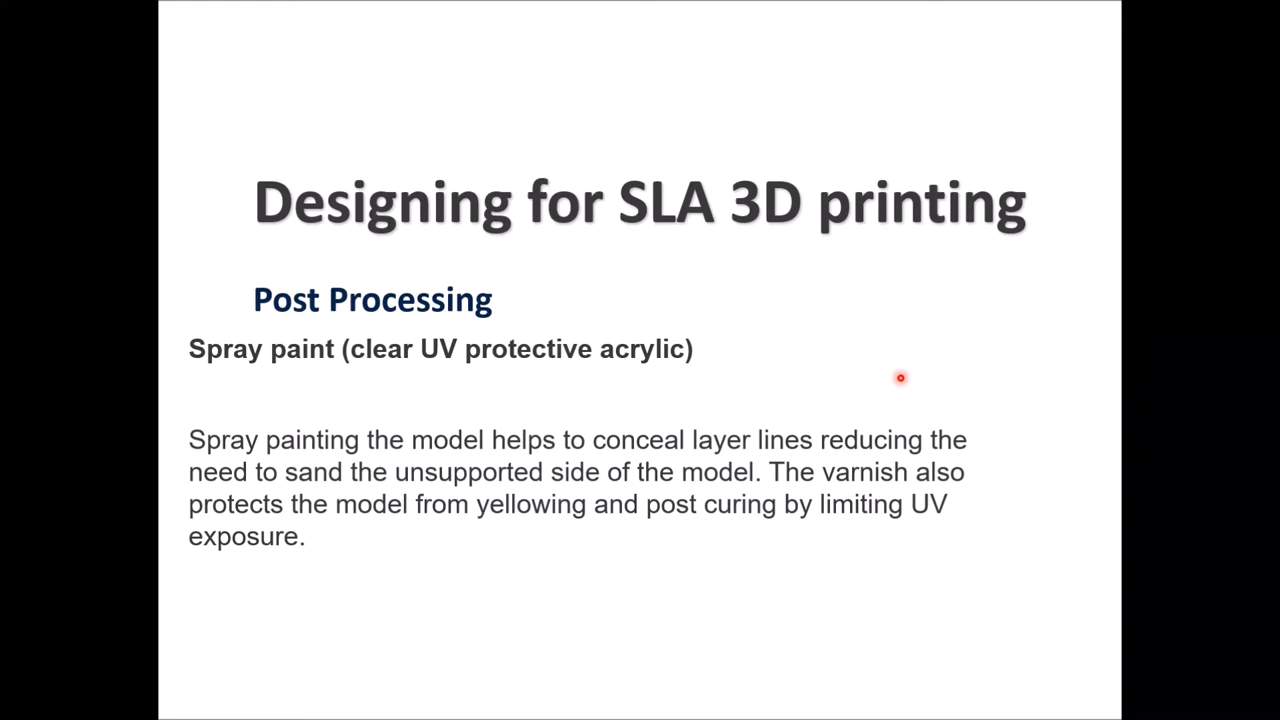 Designing for SLA 3D printing
Post Processing
Spray paint (clear UV protective acrylic)
Spray painting the model helps to conceal layer lines reducing the
need to sand the unsupported side of the model. The varnish also
protects the model from yellowing and post curing by limiting UV
exposure.